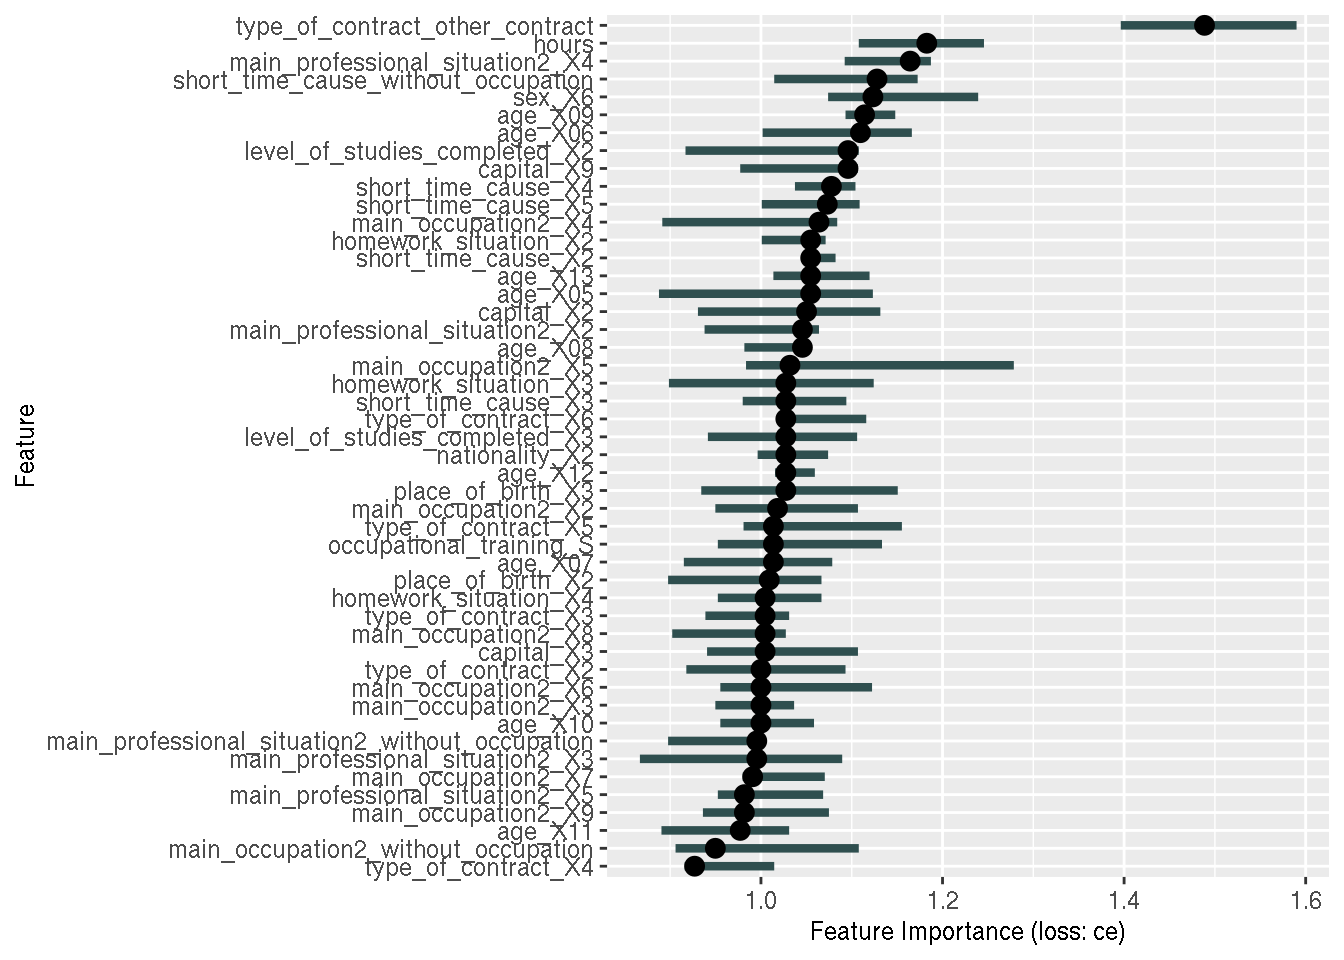 type_of_contract_other_contract
hours
main_professional_situation2_X4
short_time_cause_without_occupation
sex_X6
age_X09
age_X06
level_of_studies_completed_X2
capital_X9
short_time_cause_X4
short_time_cause_X5
main_occupation2_X4
homework_situation_X2
short_time_cause_X2
age_X13
age_X05
capital_X2
main_professional_situation2_X2
age_X08
main_occupation2_X5
homework_situation_X3
short_time_cause_X3
type_of_contract_X6
level_of_studies_completed_X3
nationality_X2
age_X12
place_of_birth_X3
main_occupation2_X2
type_of_contract_X5
occupational_training_S
age_X07
place_of_birth_X2
homework_situation_X4
type_of_contract_X3
main_occupation2_X8
capital_X3
type_of_contract_X2
main_occupation2_X6
main_occupation2_X3
age_X10
main_professional_situation2_without_occupation
main_professional_situation2_X3
main_occupation2_X7
main_professional_situation2_X5
main_occupation2_X9
age_X11
main_occupation2_without_occupation
type_of_contract_X4
Feature
1.0 1.2 1.4 1.6
Feature Importance (loss: ce)